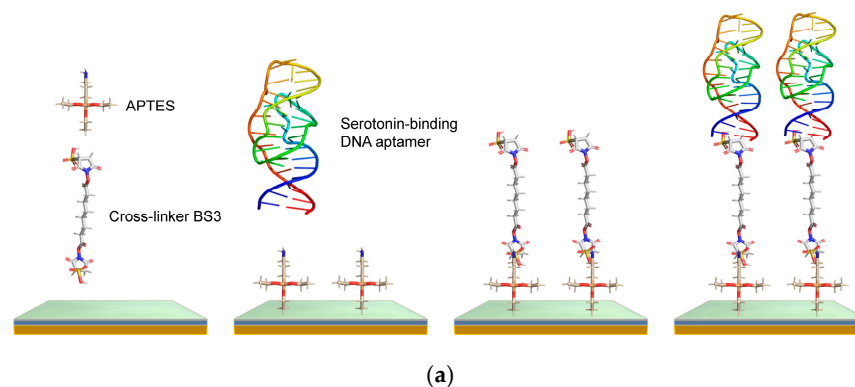 APTES
Cross-linker BS3
Serotonin-binding
DNA aptamer
(a)